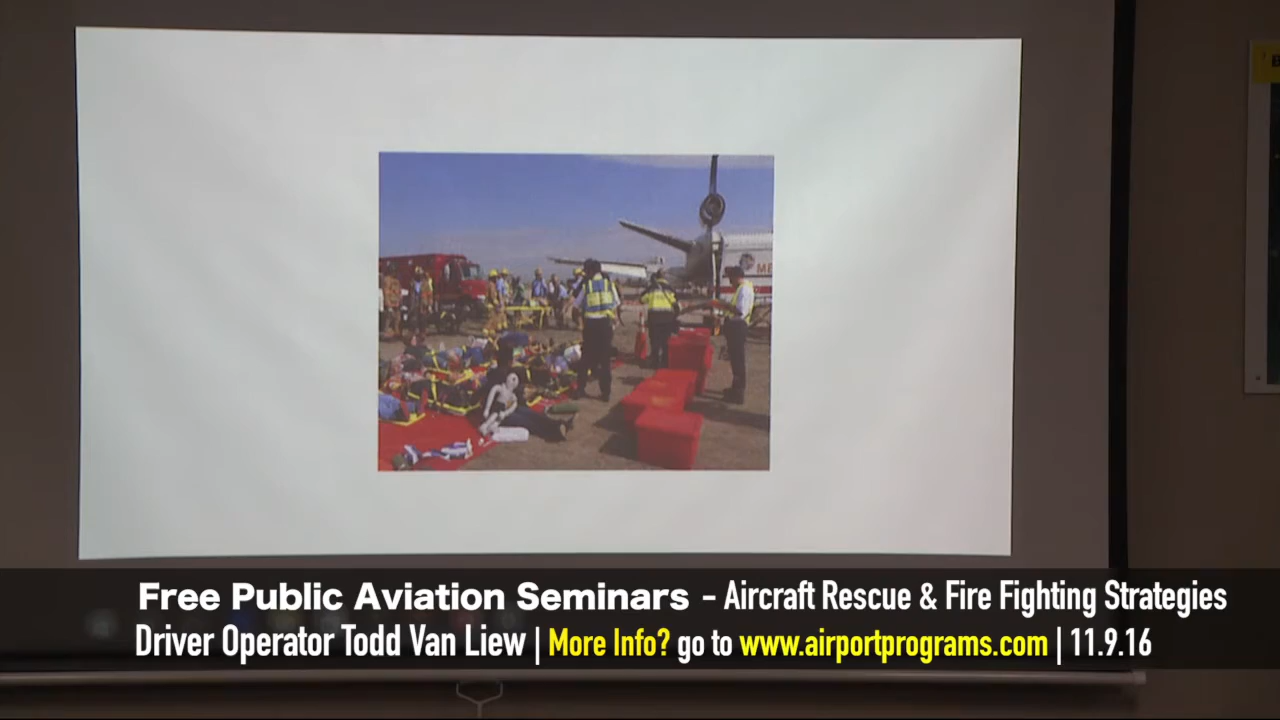 ME
Free Public Aviation Seminars – Aircraft Rescue & Fire Fighting Strategies
Driver Operator Todd Van Liew | More Info? go to www.airportprograms.com | 11.9.16